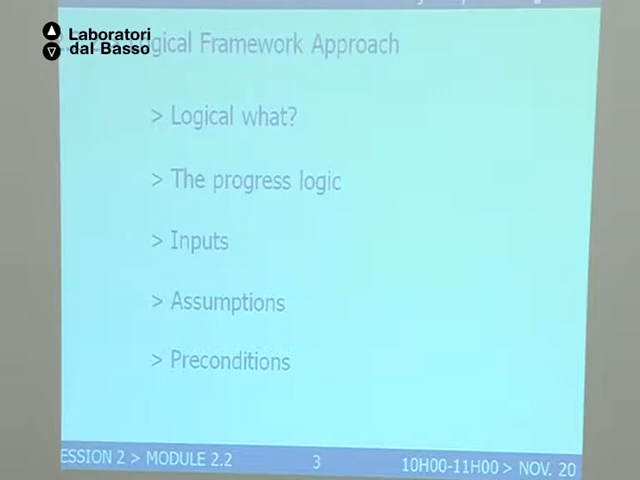 Laboratori
dal Basso
gical Framework Approach
> Logical what?
> The progress logic
> Inputs
> Assumptions
> Preconditions
ESSION 2 > MODULE 2.2 3 10H00-11H00 > NOV. 20